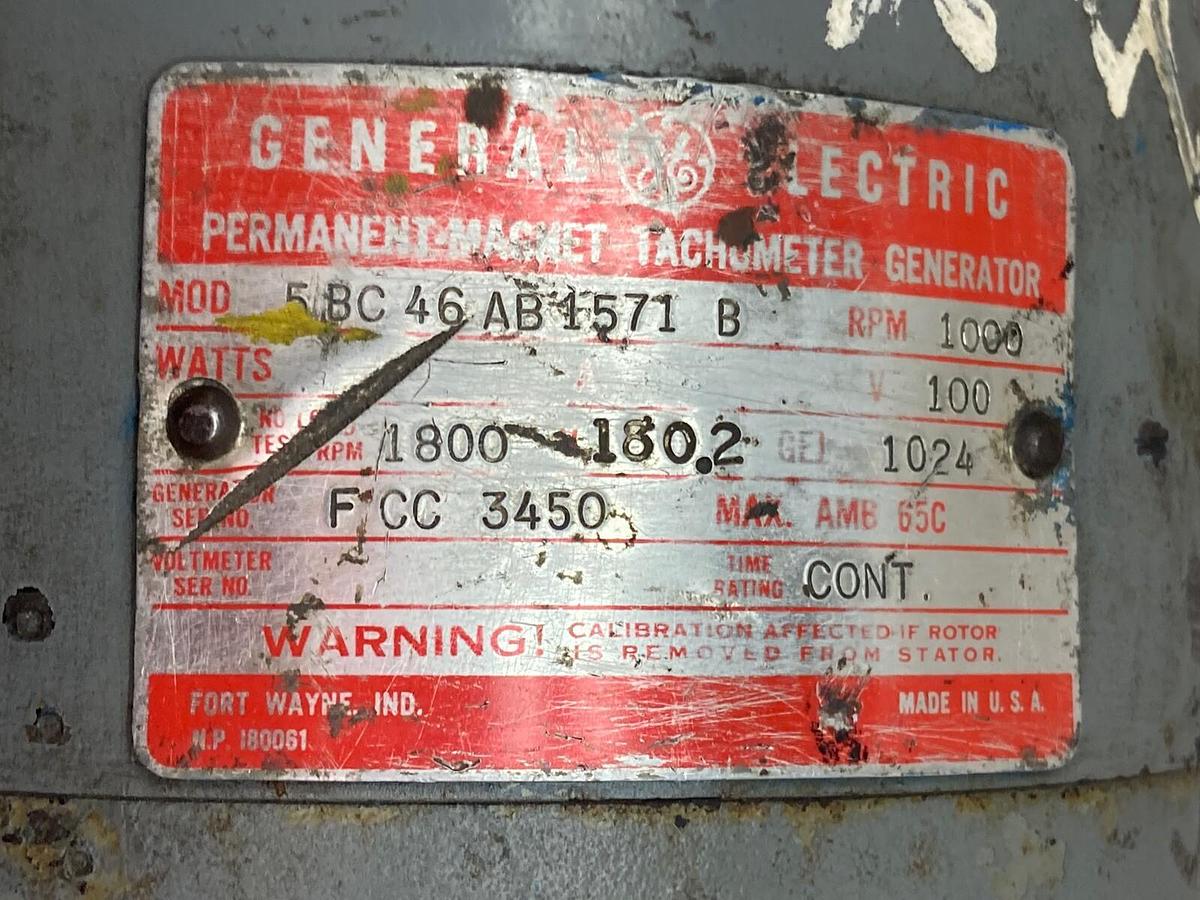 GENERAL GE ELECTRIC
PERMANENT-MAGNET TACHOMETER GENERATOR
MOD 5BC 46 AB 1571 B RPM 1000
WATTS A V 100
NO LOAD TEST RPM 1800 180.2 GEJ 1024
GENERATOR SER NO. FCC 3450 MAX. AMB 65C
VOLTMETER SER NO. TIME RATING CONT.
WARNING! CALIBRATION AFFECTED IF ROTOR
IS REMOVED FROM STATOR.
FORT WAYNE, IND. MADE IN U.S.A.
N.P. 180061